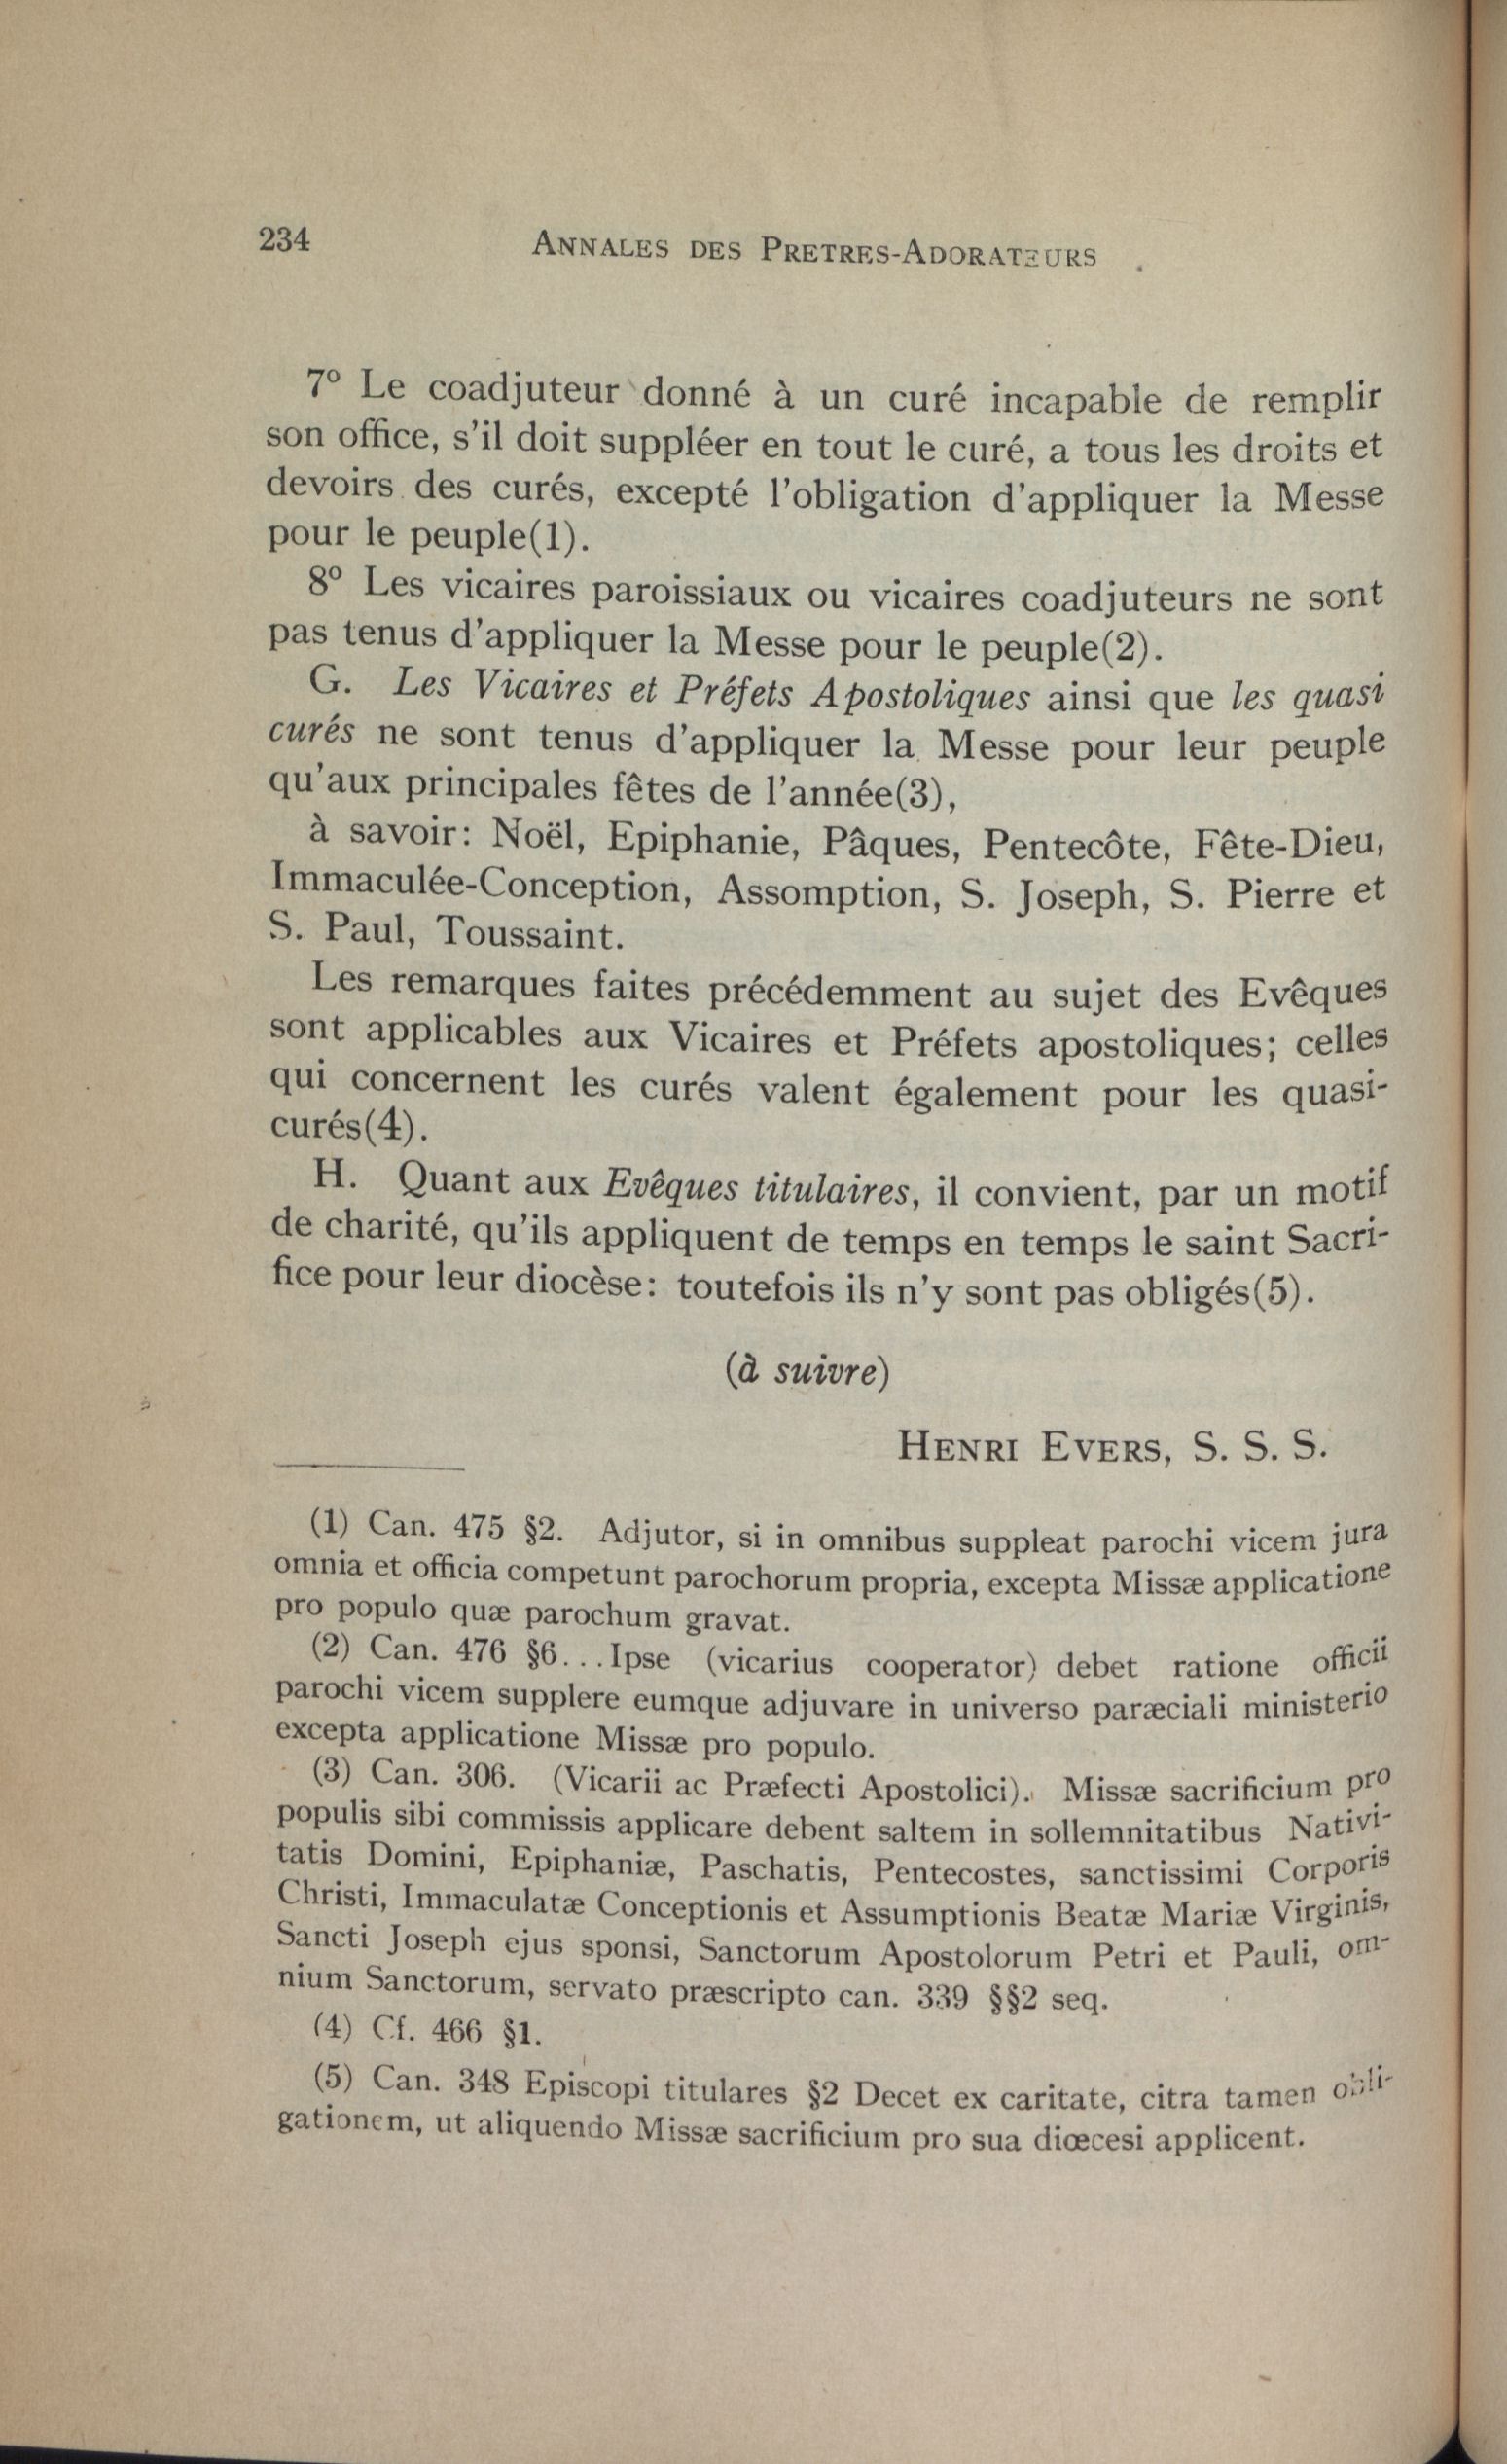 234 ANNALES DES PRETRES-ADORATEURS
7° Le coadjuteur donné à un curé incapable de remplir
son office, s'il doit suppléer en tout le curé, a tous les droits et
devoirs des curés, excepté l'obligation d'appliquer la Messe
pour le peuple(1).
8° Les vicaires paroissiaux ou vicaires coadjuteurs ne sont
pas tenus d'appliquer la Messe pour le peuple(2).
G. Les Vicaires et Préfets Apostoliques ainsi que les quasi
curés ne sont tenus d'appliquer la Messe pour leur peuple
qu'aux principales fêtes de l'année(3),
à savoir: Noël, Epiphanie, Pâques, Pentecôte, Fête-Dieu,
Immaculée-Conception, Assomption, S. Joseph, S. Pierre et
S. Paul, Toussaint.
Les remarques faites précédemment au sujet des Evêques
sont applicables aux Vicaires et Préfets apostoliques; celles
qui concernent les curés valent également pour les quasi-
curés(4).
H. Quant aux Evêques titulaires, il convient, par un motif
de charité, qu'ils appliquent de temps en temps le saint Sacri-
fice pour leur diocèse: toutefois ils n'y sont pas obligés(5).
(à suivre)
HENRI EVERS, S. S. S.
(1) Can. 475 §2. Adjutor, si in omnibus suppleat parochi vicem jura
omnia et officia competunt parochorum propria, excepta Missæ applicatione
pro populo quæ parochum gravat.
(2) Can. 476 §6...Ipse (vicarius cooperator) debet ratione officii
parochi vicem supplere eumque adjuvare in universo paræciali ministerio
excepta applicatione Missæ pro populo.
(3) Can. 306. (Vicarii ac Præfecti Apostolici). Missæ sacrificium pro
populis sibi commissis applicare debent saltem in sollemnitatibus Nativi-
tatis Domini, Epiphaniæ, Paschatis, Pentecostes, sanctissimi Corporis
Christi, Immaculatæ Conceptionis et Assumptionis Beatæ Mariæ Virginis,
Sancti Joseph ejus sponsi, Sanctorum Apostolorum Petri et Pauli, om-
nium Sanctorum, servato præscripto can. 339 §§2 seq.
(4) Cf. 466 §1.
(5) Can. 348 Episcopi titulares §2 Decet ex caritate, citra tamen obli-
gationem, ut aliquendo Missæ sacrificium pro sua diœcesi applicent.